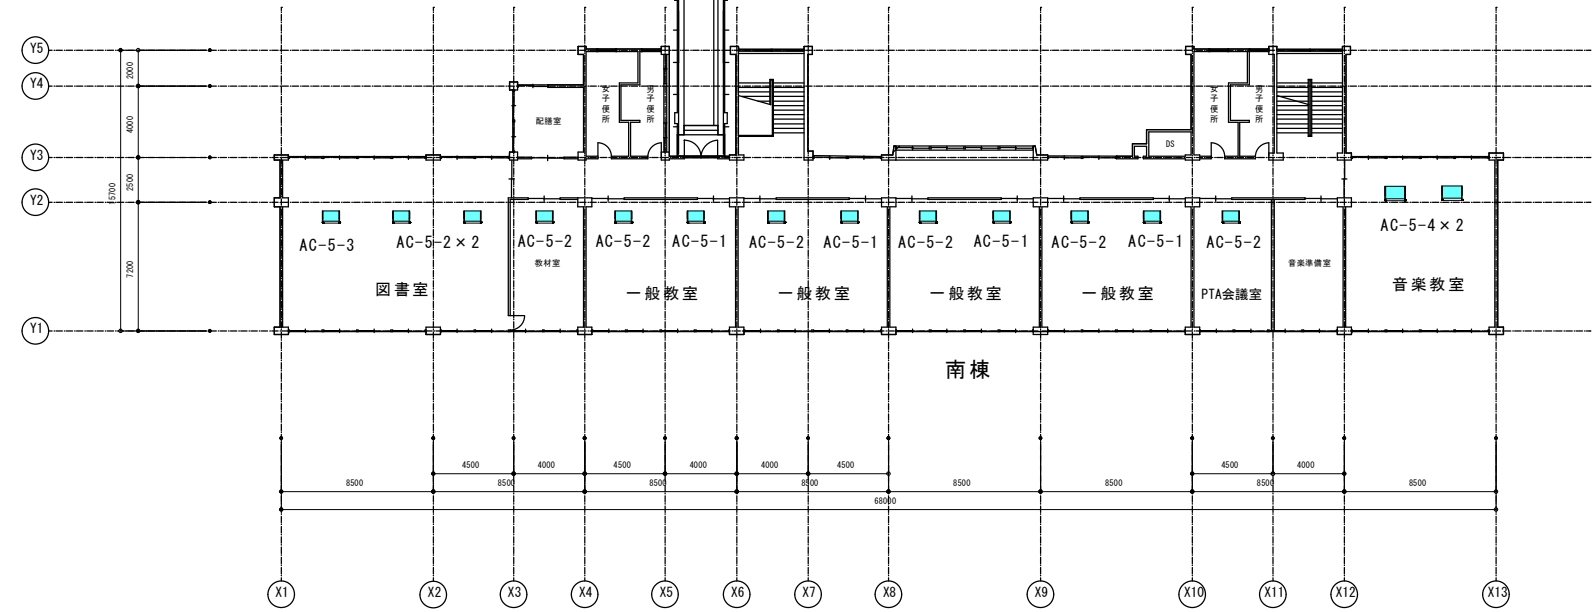 Y5
Y4
Y3
Y2
Y1
2000
4000
2500
7200
15700
配膳室
女子便所
男子便所
女子便所
男子便所
DS
AC-5-3
AC-5-2×2
AC-5-2
AC-5-2
AC-5-1
AC-5-2
AC-5-1
AC-5-2
AC-5-1
AC-5-2
AC-5-1
AC-5-2
AC-5-4×2
図書室
教材室
一般教室
一般教室
一般教室
一般教室
PTA会議室
音楽準備室
音楽教室
南棟
4500
4000
4500
4000
4000
4500
4500
4000
8500
8500
8500
8500
8500
8500
8500
8500
68000
X1
X2
X3
X4
X5
X6
X7
X8
X9
X10
X11
X12
X13